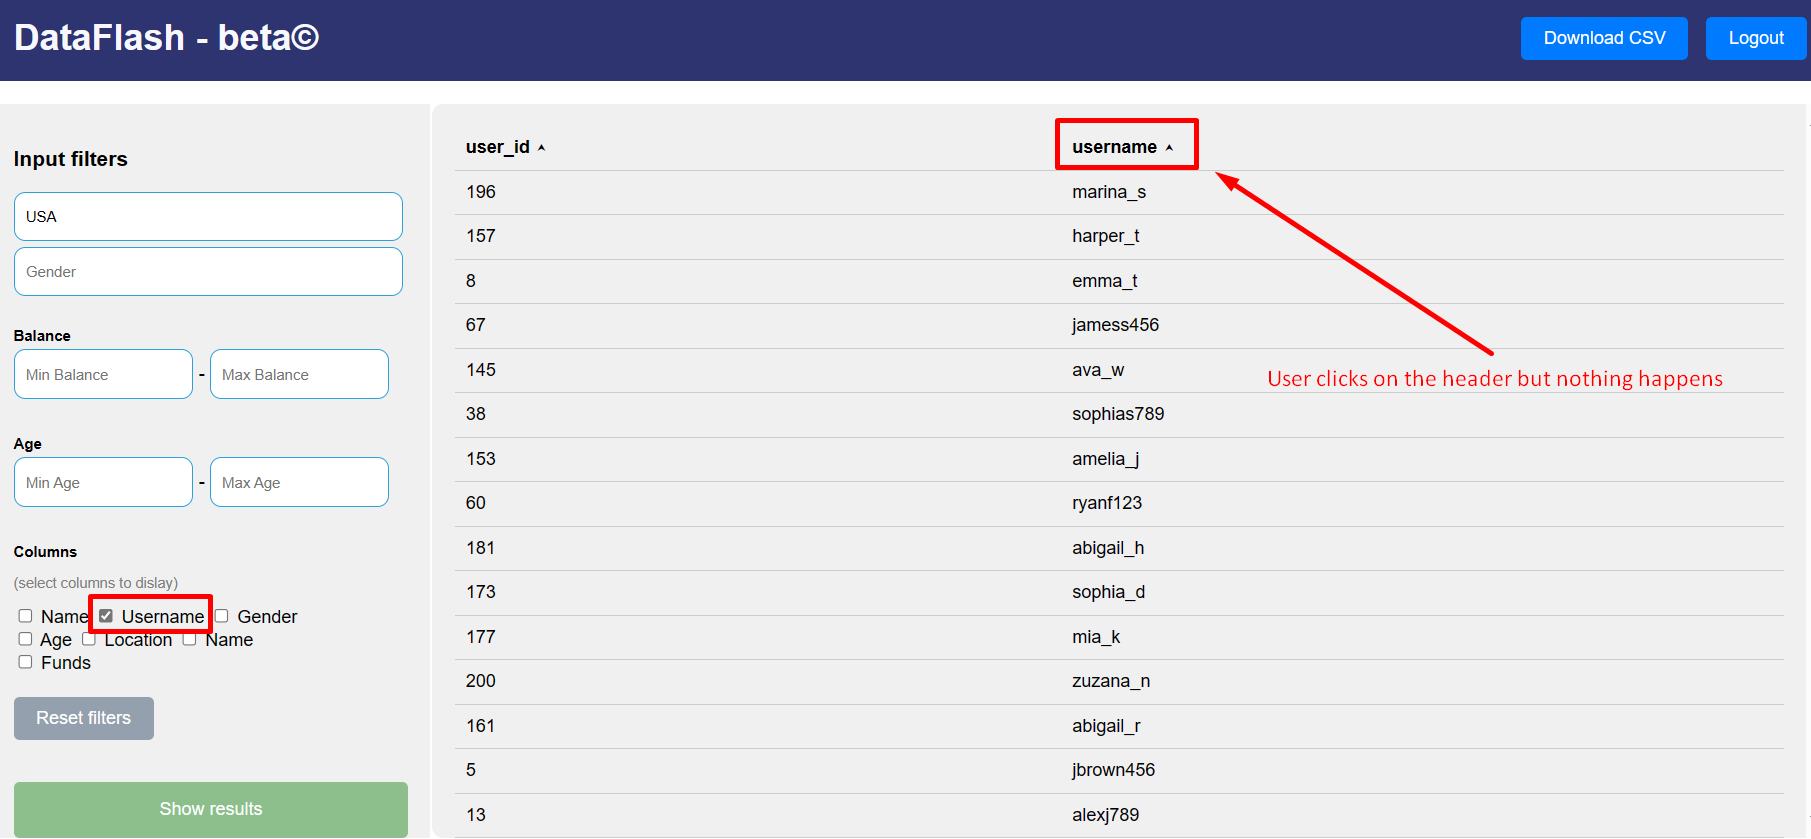 DataFlash - beta©
Download CSV
Logout
Input filters
USA
Gender
Balance
Min Balance - Max Balance
Age
Min Age - Max Age
Columns
(select columns to dislay)
Name Username Gender
Age Location Name
Funds
Reset filters
Show results
user_id username
196 marina_s
157 harper_t
8 emma_t
67 jamess456
145 ava_w
38 sophias789
153 amelia_j
60 ryanf123
181 abigail_h
173 sophia_d
177 mia_k
200 zuzana_n
161 abigail_r
5 jbrown456
13 alexj789
User clicks on the header but nothing happens